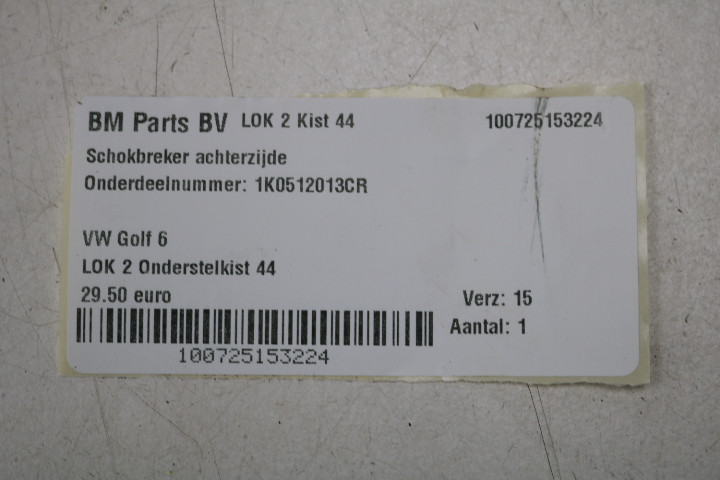 BM Parts BV LOK 2 Kist 44 100725153224
Schokbreker achterzijde
Onderdeelnummer: 1K0512013CR
VW Golf 6
LOK 2 Onderstelkist 44
29.50 euro Verz: 15
Aantal: 1
100725153224